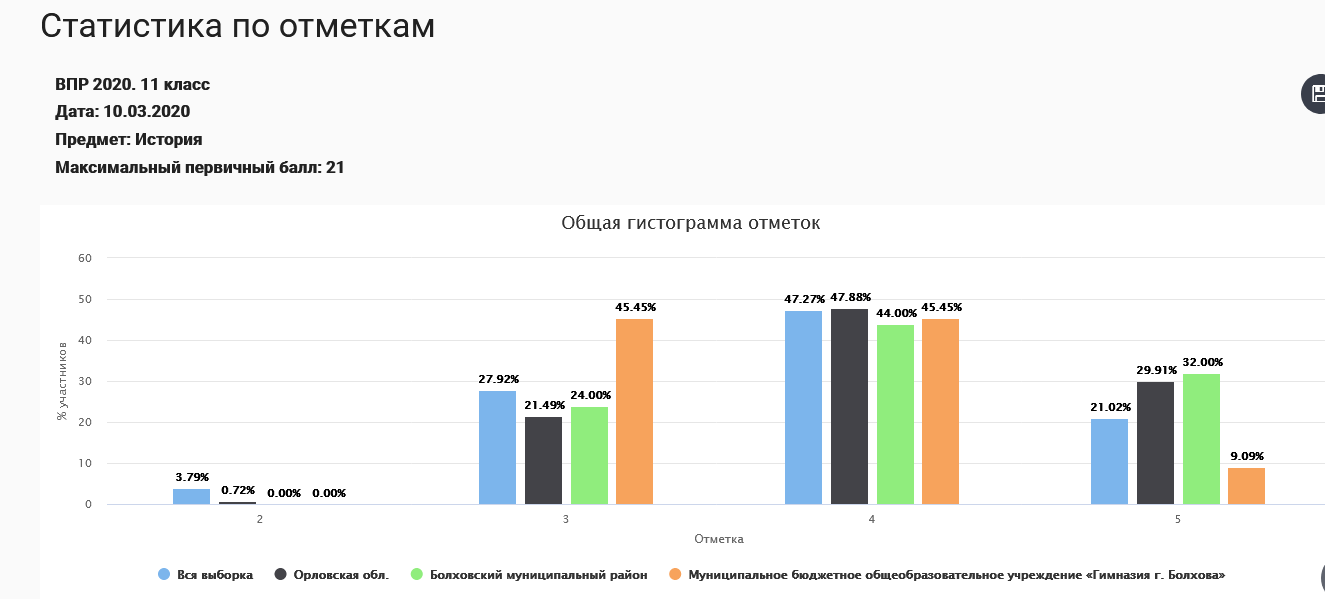 Статистика по отметкам
ВПР 2020. 11 класс
Дата: 10.03.2020
Предмет: История
Максимальный первичный балл: 21
Общая гистограмма отметок
60
50
40
30
20
10
0
% участников
3.79% 0.72% 0.00% 0.00%
27.92% 21.49% 24.00% 45.45%
47.27% 47.88% 44.00% 45.45%
21.02% 29.91% 32.00% 9.09%
2 3 4 5
Отметка
Вся выборка Орловская обл. Болховский муниципальный район Муниципальное бюджетное общеобразовательное учреждение «Гимназия г. Болхова»